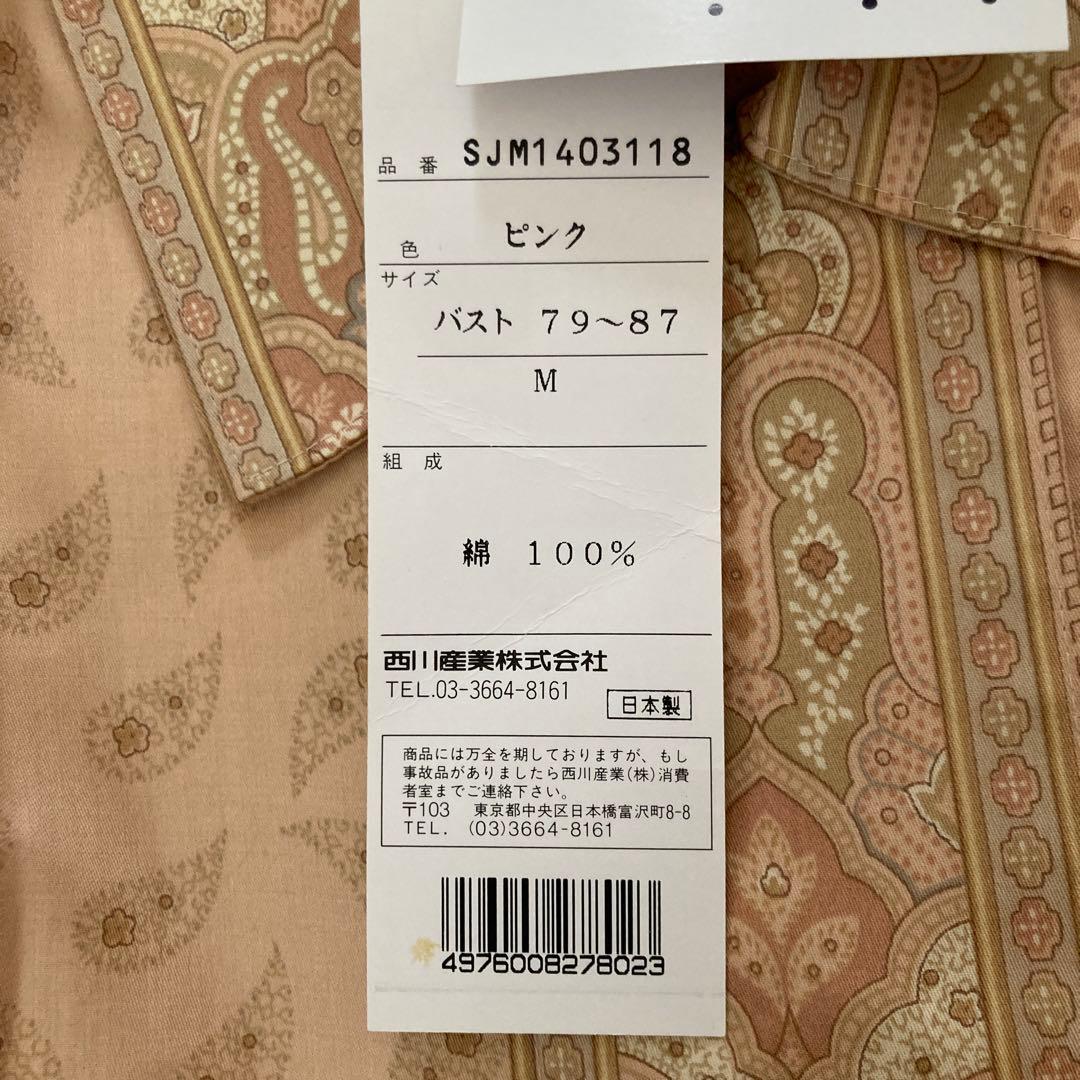 品番 SJM1403118
色 ピンク
サイズ
バスト 79～87
M
組成
綿 100%
西川産業株式会社
TEL.03-3664-8161
日本製
商品には万全を期しておりますが、もし
事故品がありましたら西川産業(株)消費
者室までご連絡下さい。
〒103 東京都中央区日本橋富沢町8-8
TEL. (03)3664-8161
4976008278023